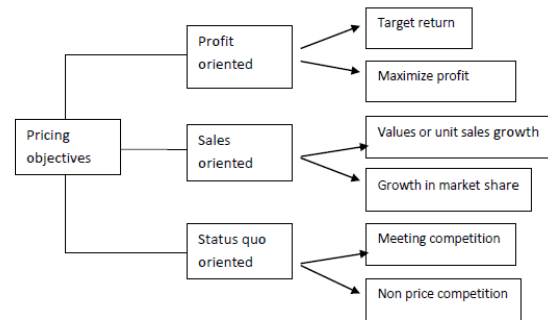 Pricing
objectives
Profit
oriented
Target return
Maximize profit
Sales
oriented
Values or unit sales growth
Growth in market share
Status quo
oriented
Meeting competition
Non price competition